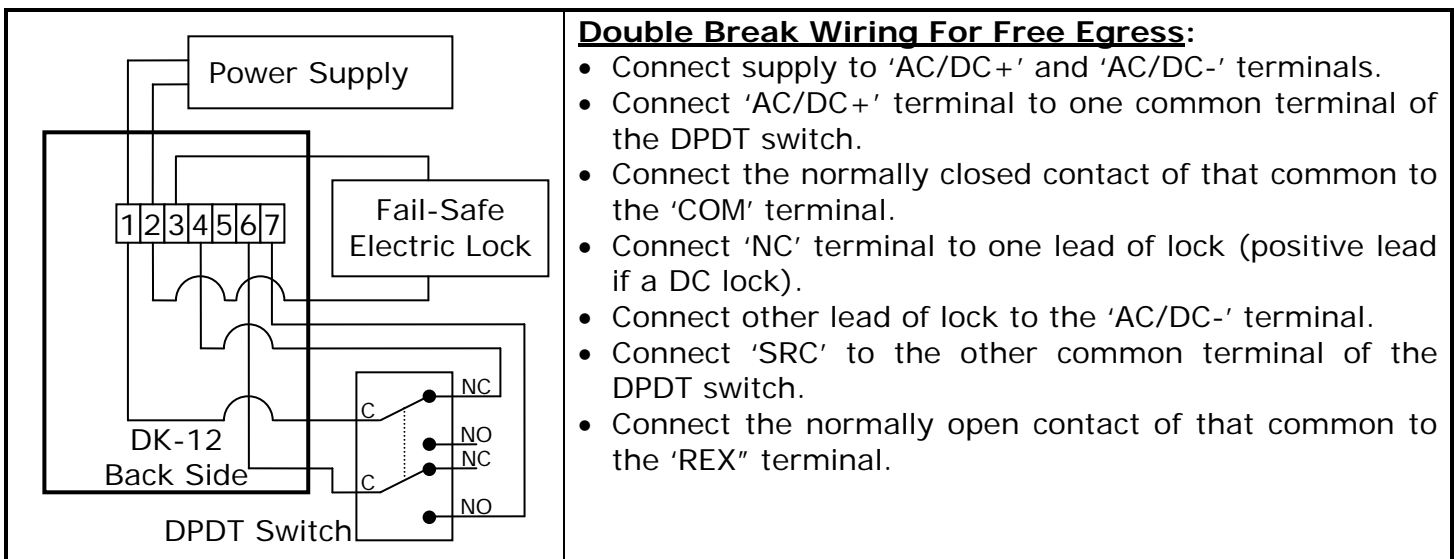 Power Supply
1 2 3 4 5 6 7
Fail-Safe
Electric Lock
NC
C
NO
NC
C
NO
DK-12
Back Side
DPDT Switch
Double Break Wiring For Free Egress:
• Connect supply to ‘AC/DC+’ and ‘AC/DC-’ terminals.
• Connect ‘AC/DC+’ terminal to one common terminal of
the DPDT switch.
• Connect the normally closed contact of that common to
the ‘COM’ terminal.
• Connect ‘NC’ terminal to one lead of lock (positive lead
if a DC lock).
• Connect other lead of lock to the ‘AC/DC-’ terminal.
• Connect ‘SRC’ to the other common terminal of the
DPDT switch.
• Connect the normally open contact of that common to
the ‘REX” terminal.